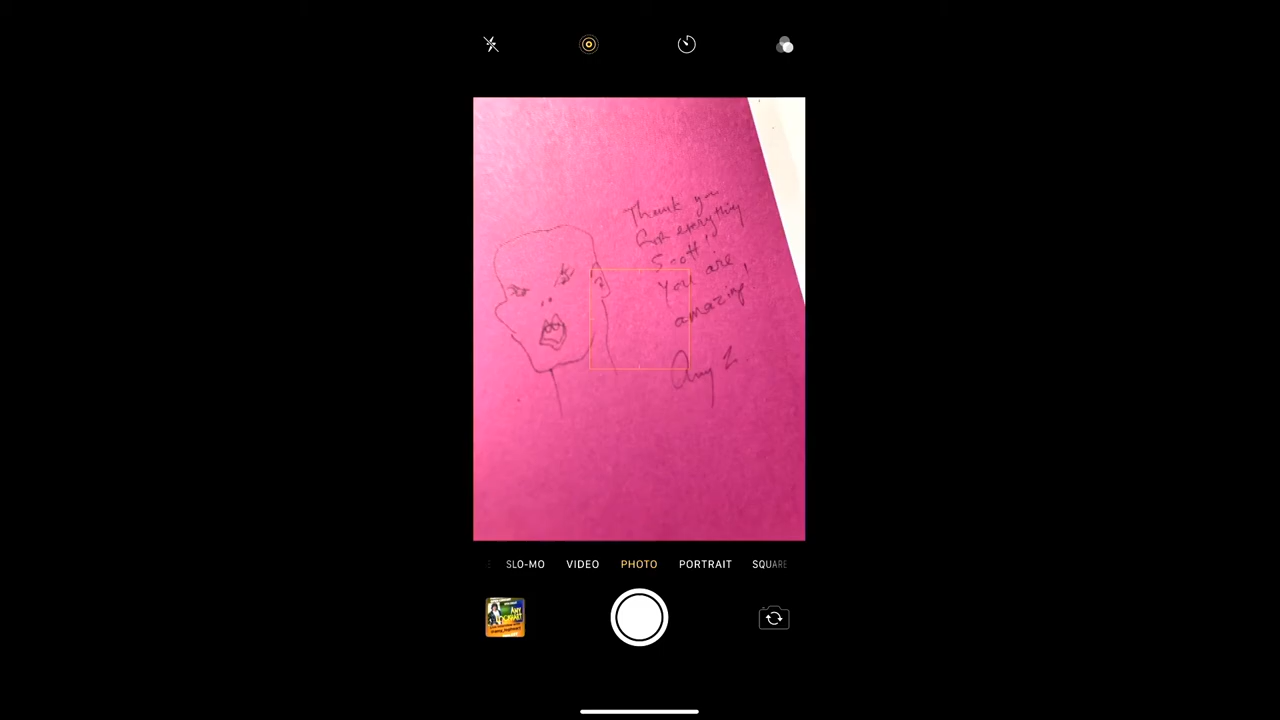 Thank you
for everything
Scott!
You are
amazing!
Amy L
SLO-MO VIDEO PHOTO PORTRAIT SQUARE